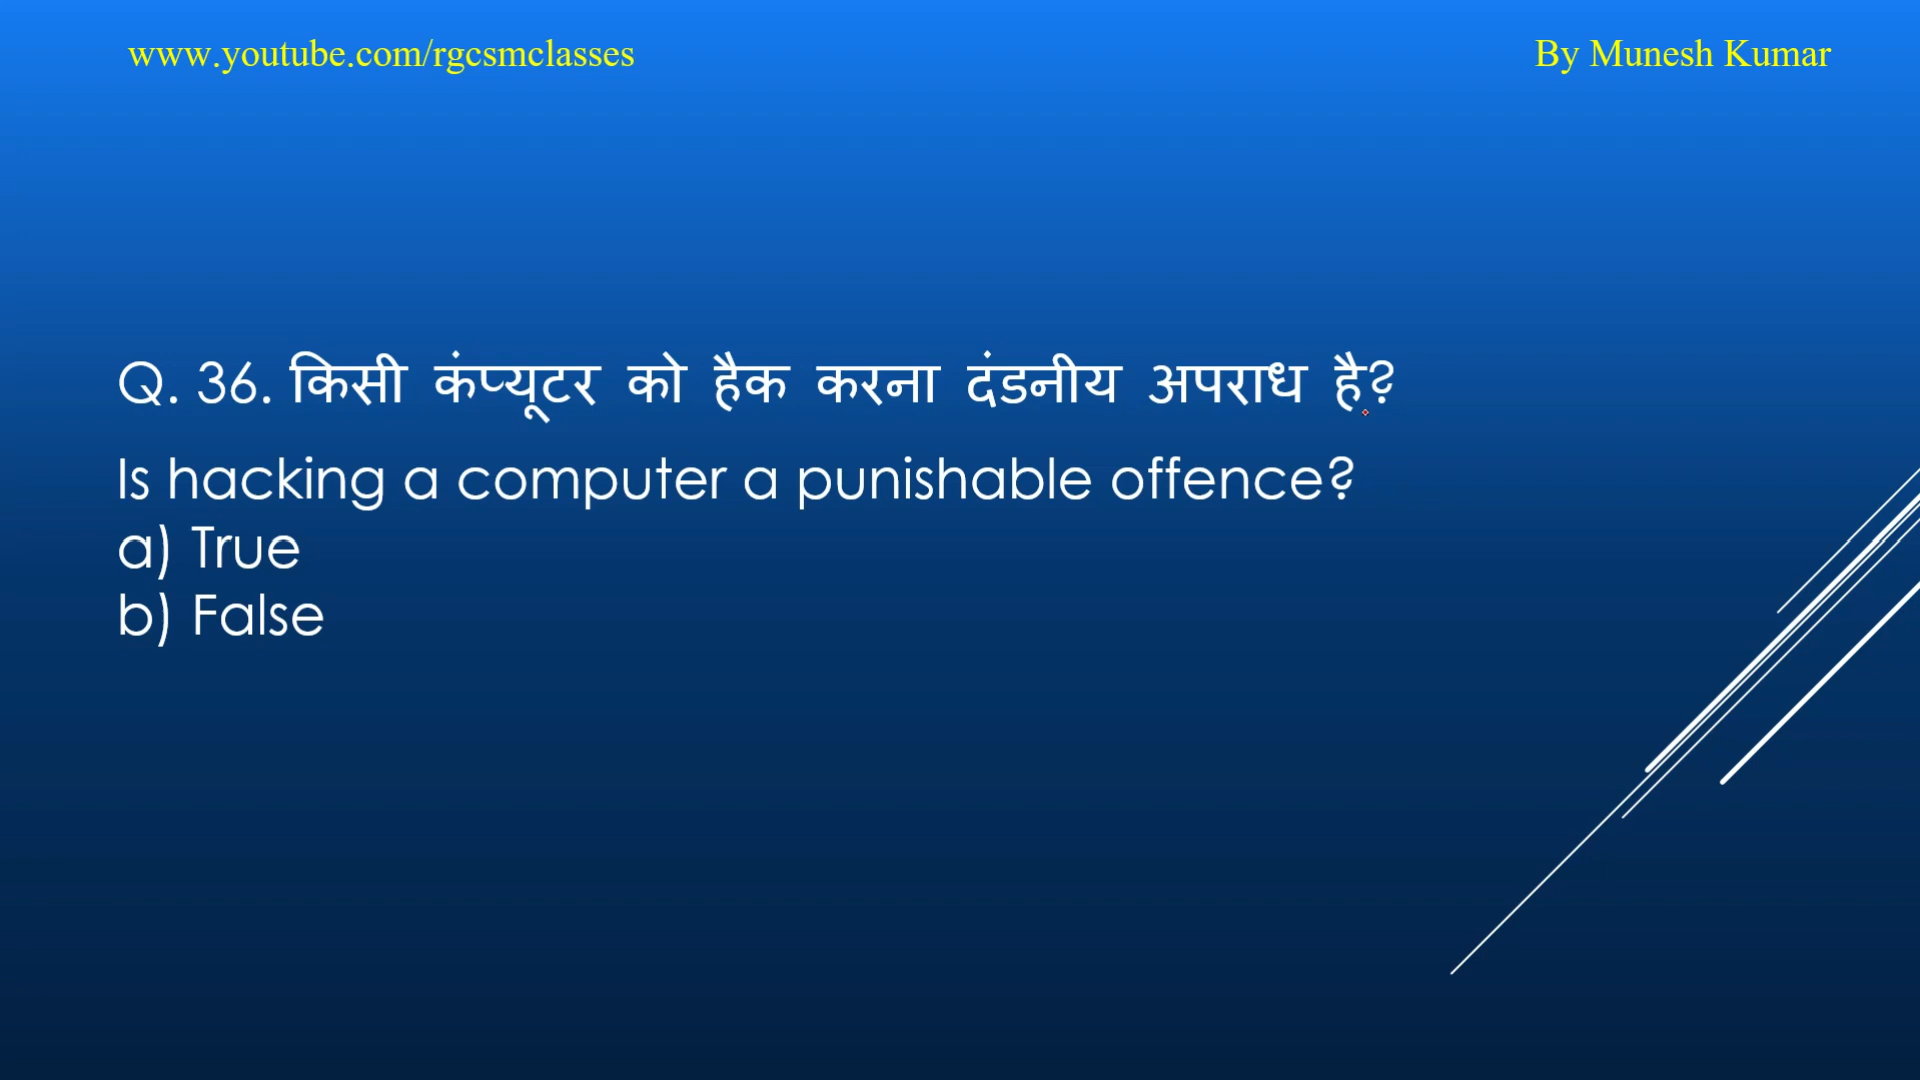 www.youtube.com/rgcsmclasses
By Munesh Kumar
Q. 36. किसी कंप्यूटर को हैक करना दंडनीय अपराध है?
Is hacking a computer a punishable offence?
a) True
b) False